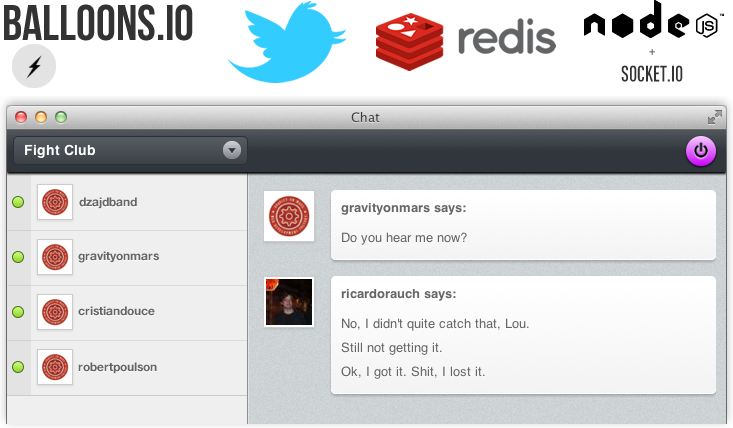 BALLOONS.IO
redis
node
JS
™
+
SOCKET.IO
Chat
Fight Club
dzajdband
gravityonmars
cristiandouce
robertpoulson
gravityonmars says:
Do you hear me now?
ricardorauch says:
No, I didn't quite catch that, Lou.
Still not getting it.
Ok, I got it. Shit, I lost it.